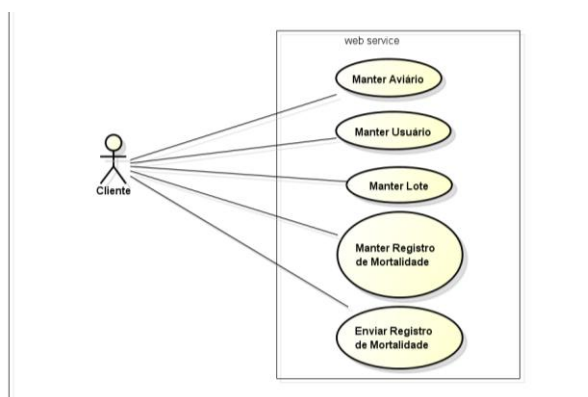 web service
Manter Aviário
Manter Usuário
Cliente
Manter Lote
Manter Registro
de Mortalidade
Enviar Registro
de Mortalidade